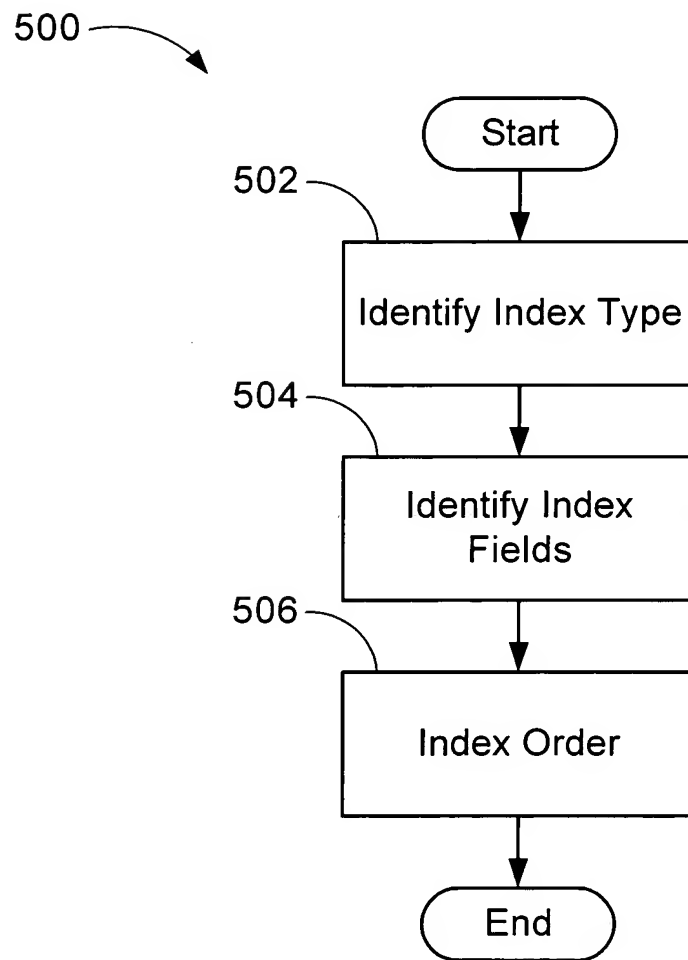 500
Start
502
Identify Index Type
504
Identify Index
Fields
506
Index Order
End